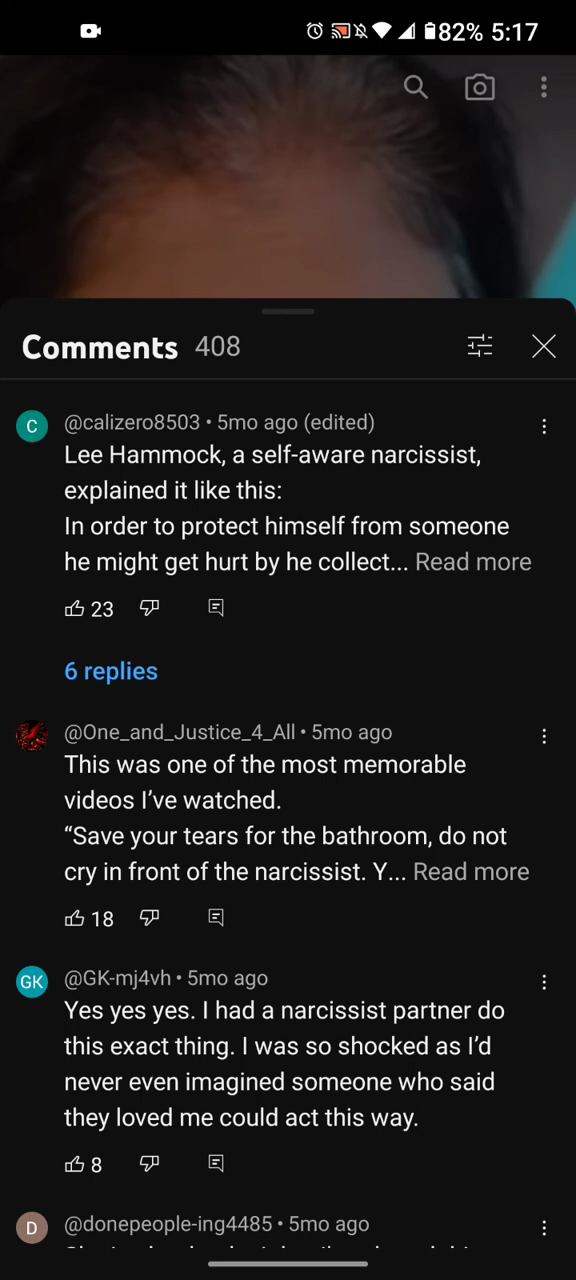 82% 5:17
Comments 408
C
@calizero8503 • 5mo ago (edited)
Lee Hammock, a self-aware narcissist,
explained it like this:
In order to protect himself from someone
he might get hurt by he collect... Read more
23
6 replies
@One_and_Justice_4_All • 5mo ago
This was one of the most memorable
videos I’ve watched.
“Save your tears for the bathroom, do not
cry in front of the narcissist. Y... Read more
18
GK
@GK-mj4vh • 5mo ago
Yes yes yes. I had a narcissist partner do
this exact thing. I was so shocked as I’d
never even imagined someone who said
they loved me could act this way.
8
D
@donepeople-ing4485 • 5mo ago